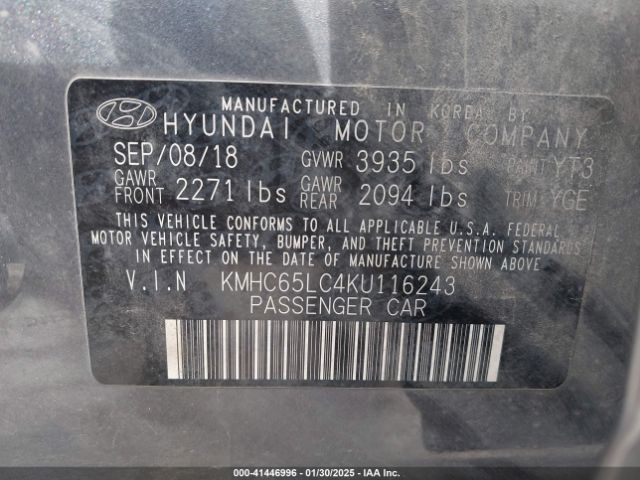 MANUFACTURED IN KOREA BY
HYUNDAI MOTOR COMPANY
SEP/08/18 GVWR 3935 lbs PAINT YT3
GAWR FRONT 2271 lbs GAWR REAR 2094 lbs TRIM YGE
THIS VEHICLE CONFORMS TO ALL APPLICABLE U.S.A. FEDERAL
MOTOR VEHICLE SAFETY, BUMPER, AND THEFT PREVENTION STANDARDS
IN EFFECT ON THE DATE OF MANUFACTURE SHOWN ABOVE.
V.I.N KMHC65LC4KU116243
PASSENGER CAR
© IAA STOCK #: 41446996 | 01/30/2025 | IAAI.COM